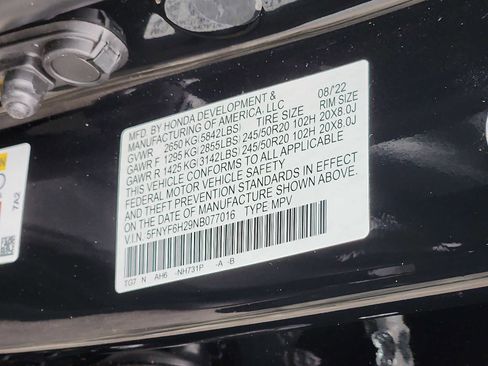 MFD. BY HONDA DEVELOPMENT & 08/'22
MANUFACTURING OF AMERICA, LLC
GVWR 2650 KG(5842LBS) TIRE SIZE RIM SIZE
GAWR F 1295 KG(2855LBS) 245/50R20 102H 20X8.0J
GAWR R 1425 KG(3142LBS) 245/50R20 102H 20X8.0J
THIS VEHICLE CONFORMS TO ALL APPLICABLE
FEDERAL MOTOR VEHICLE SAFETY
AND THEFT PREVENTION STANDARDS IN EFFECT
ON THE DATE OF MANUFACTURE SHOWN ABOVE.
V.I.N. 5FNYF6H29NB077016 TYPE MPV
TG7 N AH6 -NH731P -A -B
7A2